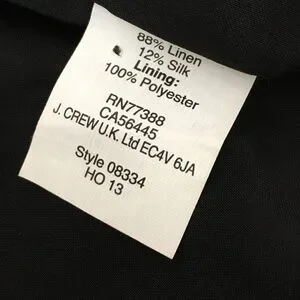 88% Linen
12% Silk
Lining:
100% Polyester
RN77388
CA56445
J. CREW U.K. Ltd EC4V 6JA
Style 08334
HO 13